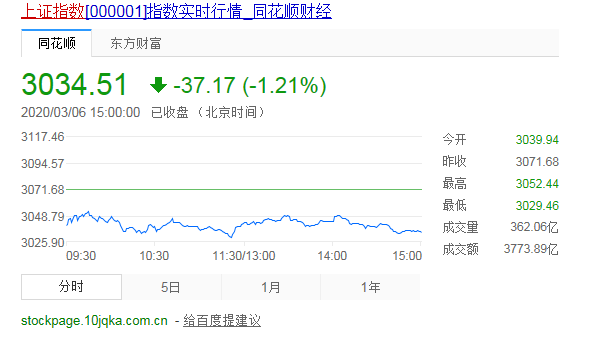 上证指数[000001]指数实时行情_同花顺财经
同花顺 东方财富
3034.51 -37.17 (-1.21%)
2020/03/06 15:00:00 已收盘 （北京时间）
3117.46
3094.57
3071.68
3048.79
3025.90
09:30 10:30 11:30/13:00 14:00 15:00
今开 3039.94
昨收 3071.68
最高 3052.44
最低 3029.46
成交量 362.06亿
成交额 3773.89亿
分时 5日 1月 1年
stockpage.10jqka.com.cn - 给百度提建议